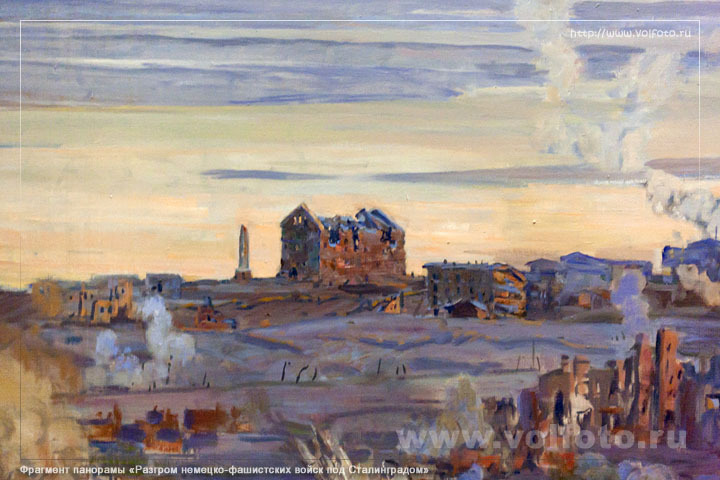 http://www.volfoto.ru
www.volfoto.ru
Фрагмент панорамы «Разгром немецко-фашистских войск под Сталинградом»